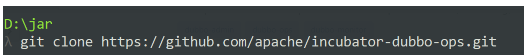 D:\jar
λ git clone https://github.com/apache/incubator-dubbo-ops.git